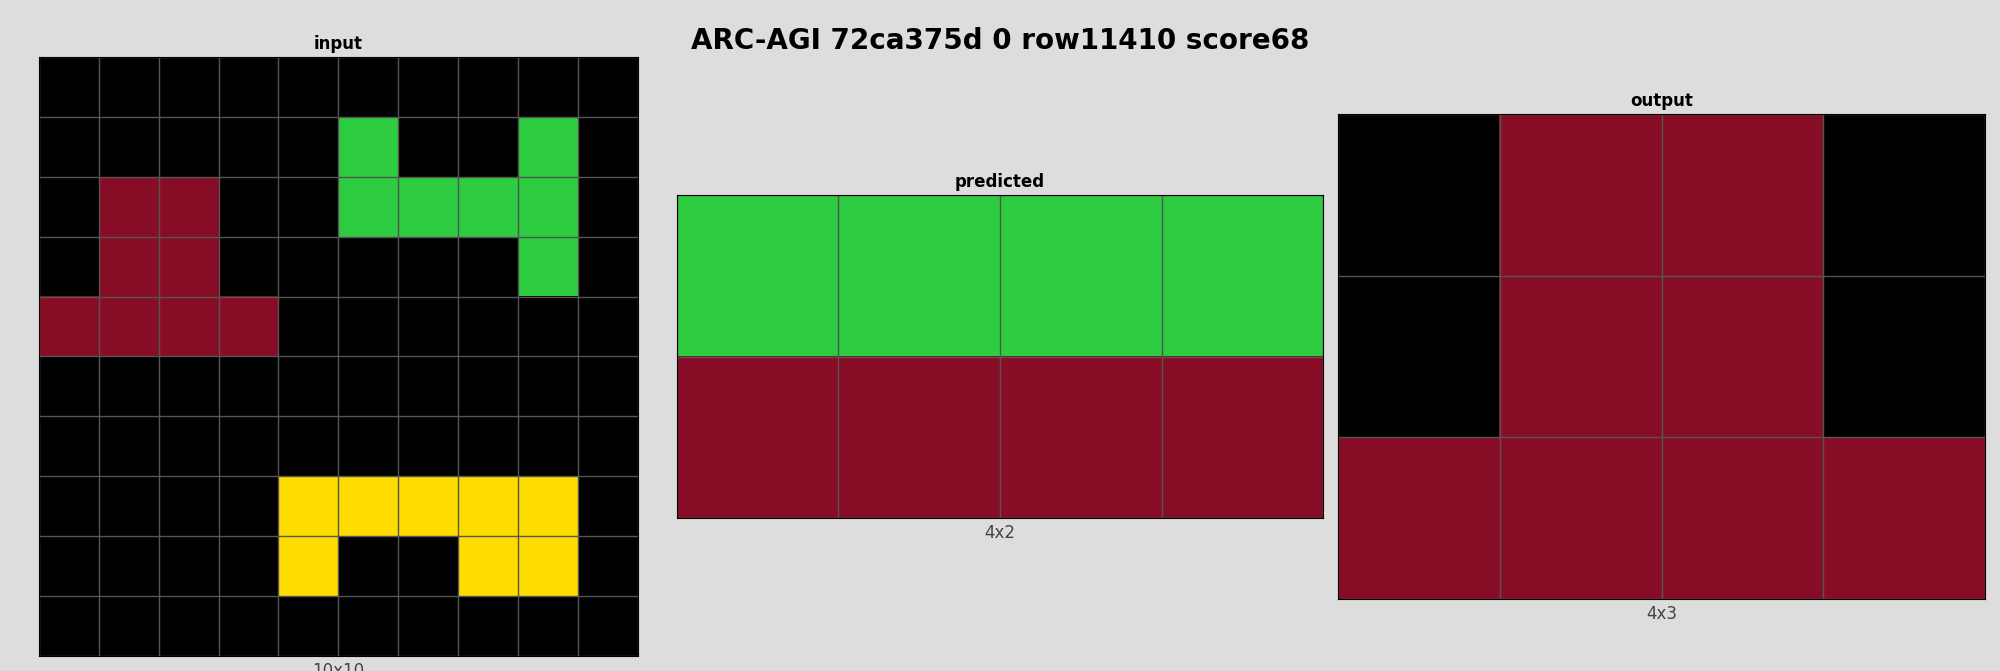 ARC-AGI 72ca375d 0 row11410 score68
input
predicted
output
10x10
4x2
4x3